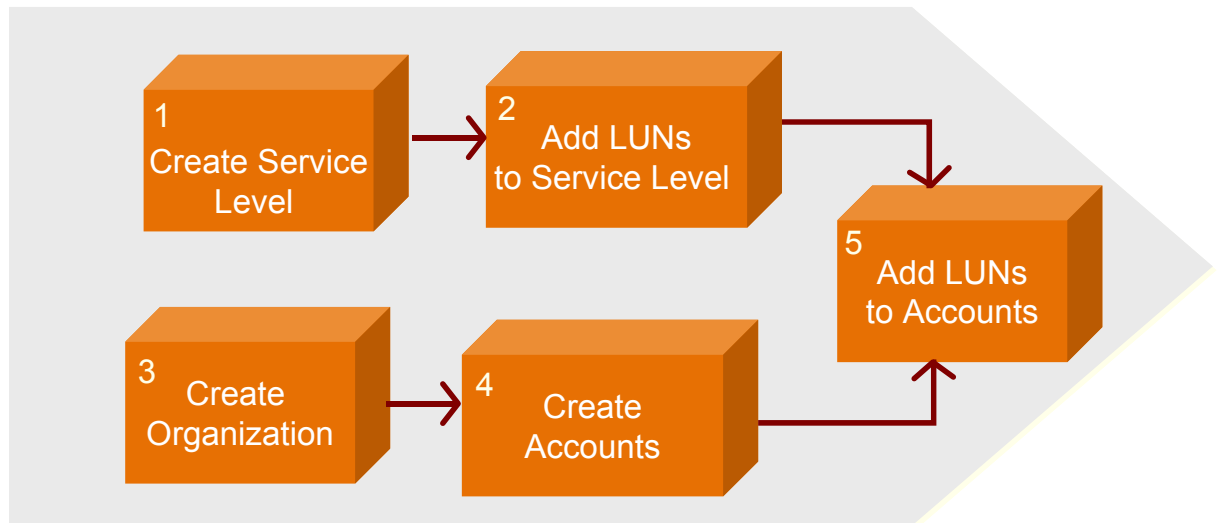 1
Create Service
Level
2
Add LUNs
to Service Level
3
Create
Organization
4
Create
Accounts
5
Add LUNs
to Accounts